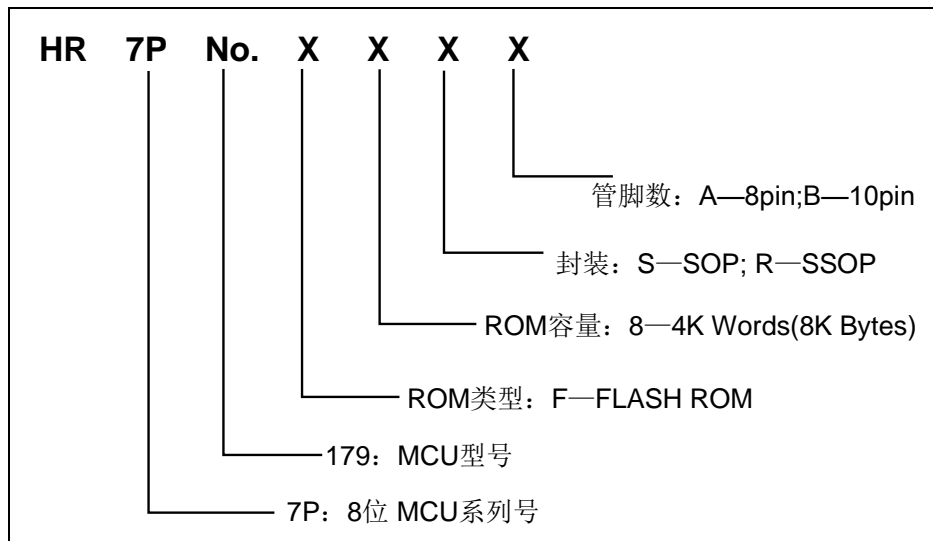 HR 7P No. X X X X
管脚数：A—8pin;B—10pin
封装：S—SOP; R—SSOP
ROM容量：8—4K Words(8K Bytes)
ROM类型：F—FLASH ROM
179：MCU型号
7P：8位 MCU系列号